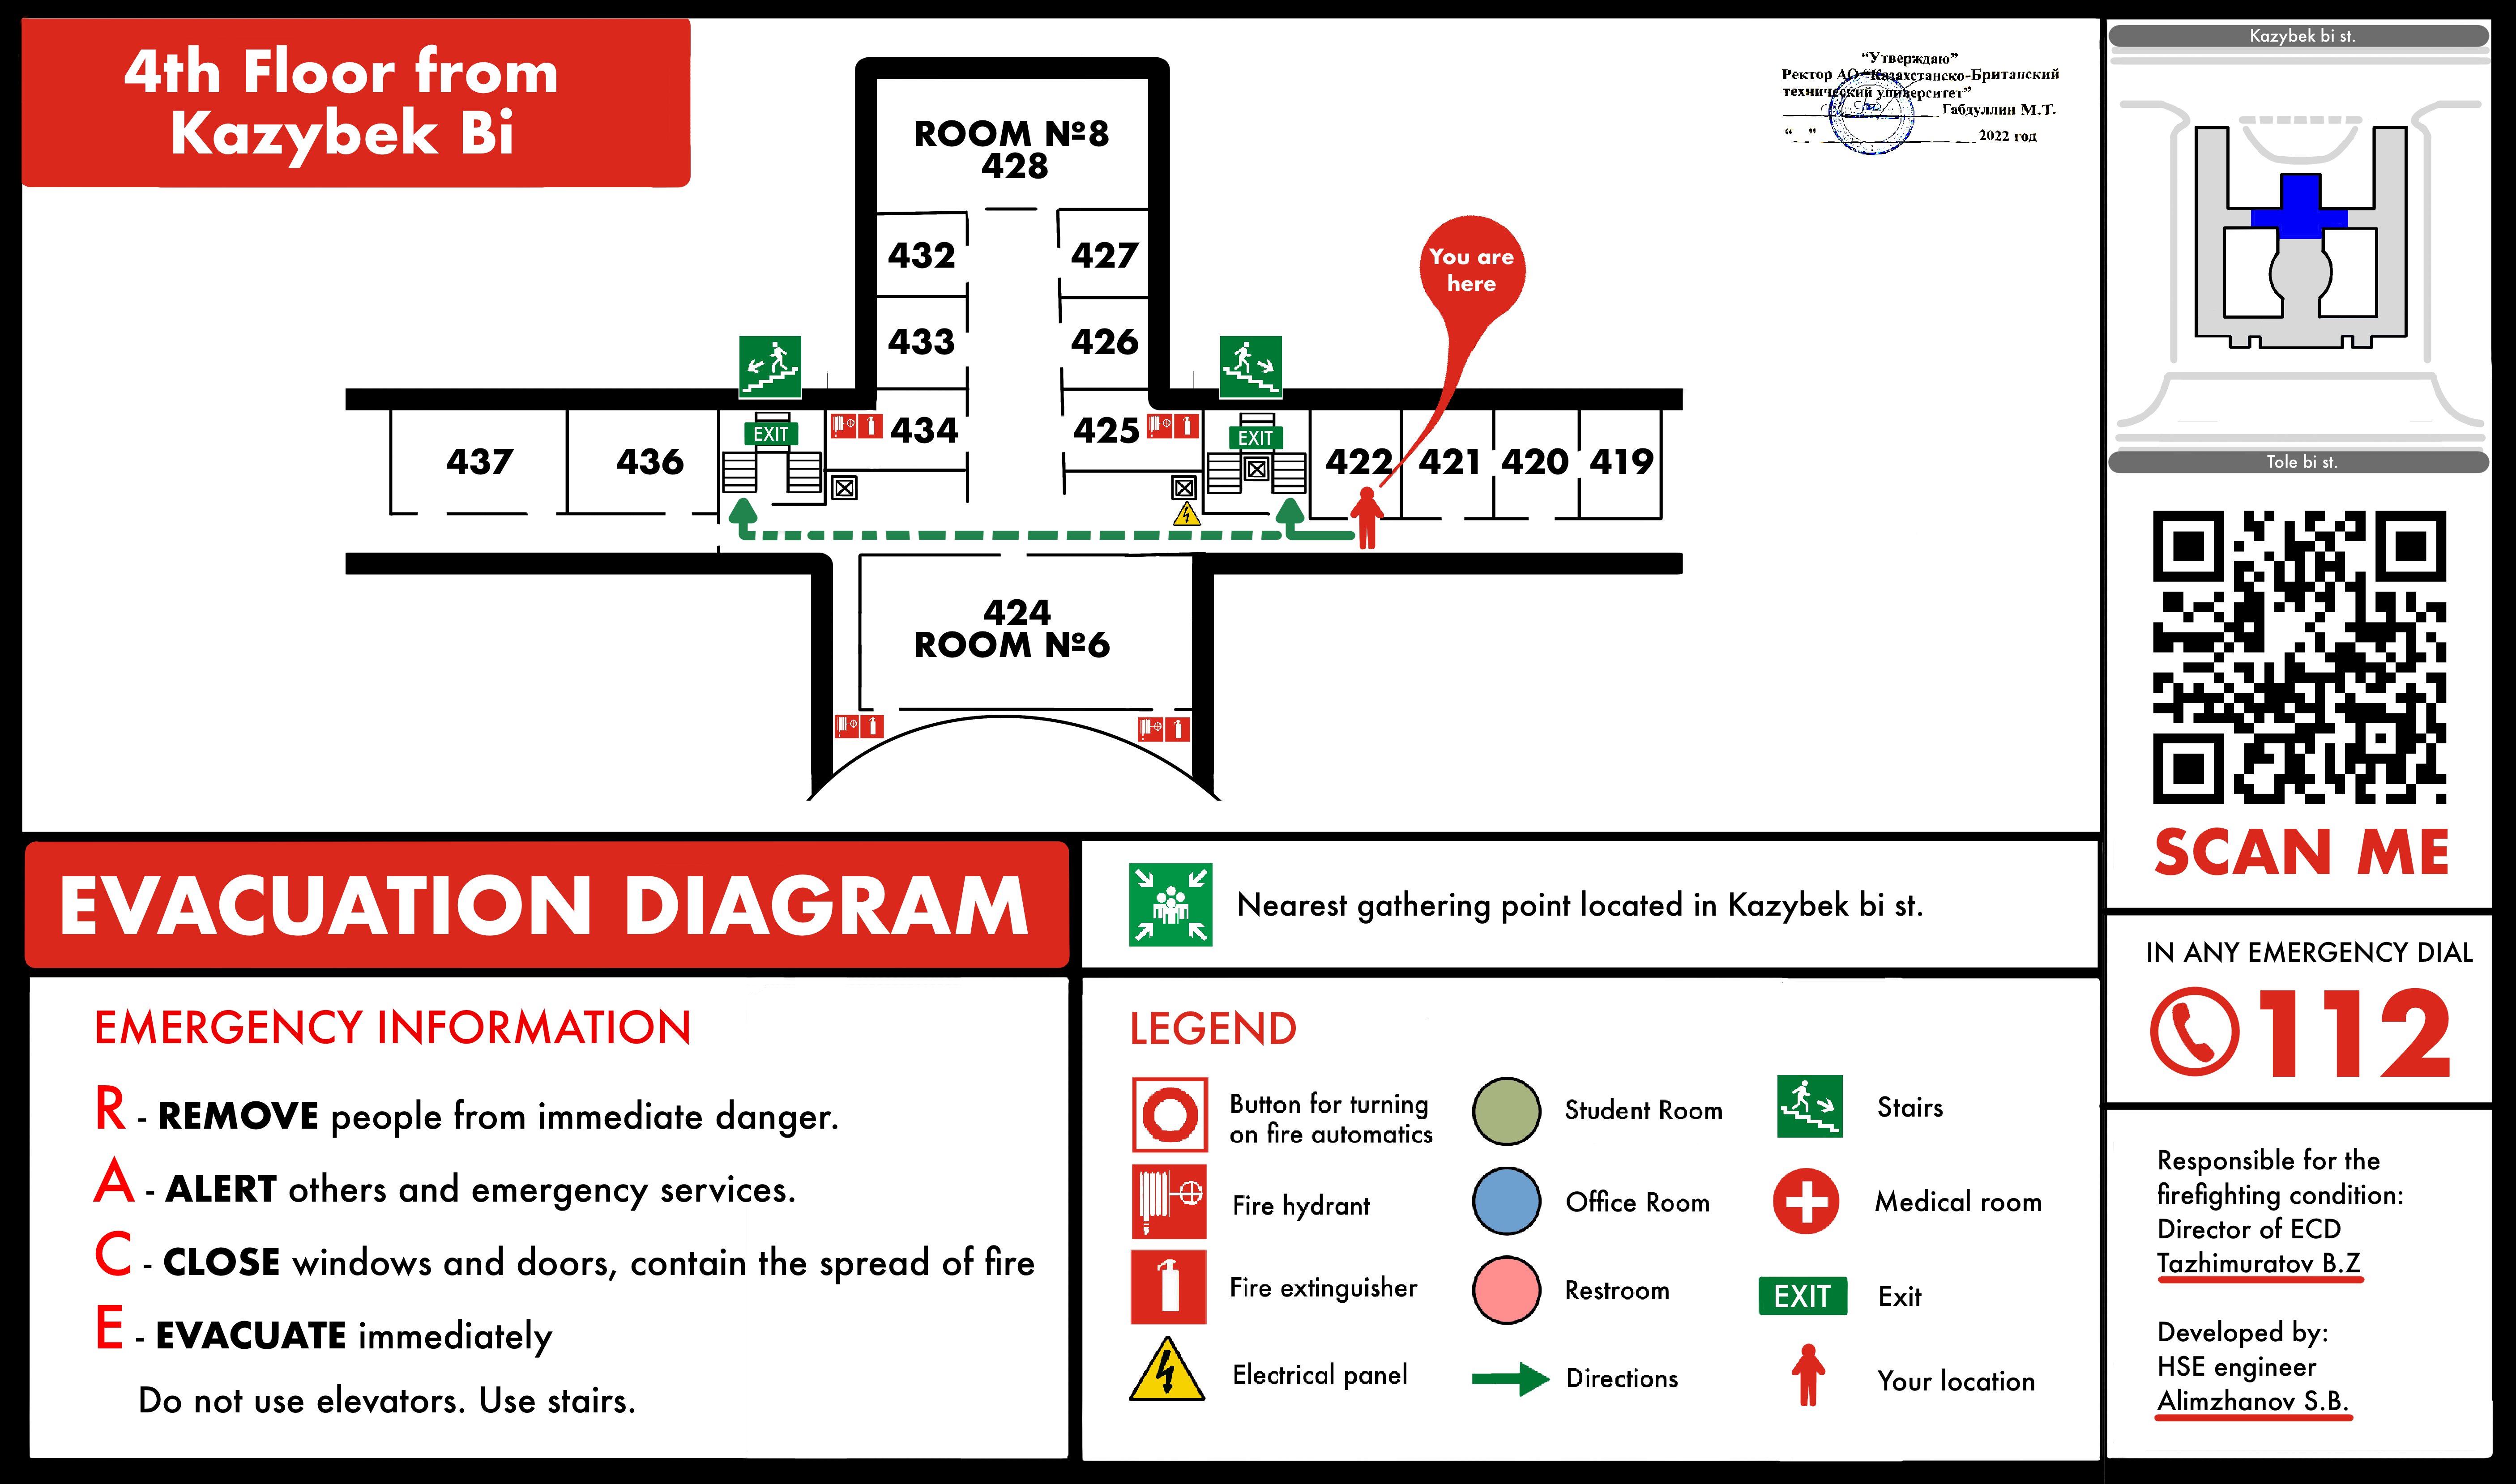 4th Floor from
Kazybek Bi
“Утверждаю”
Ректор АО “Казахстанско-Британский
технический университет”
Габдуллин М.Т.
“ ” 2022 год
ROOM №8
428
432
427
You are
here
433
426
434
425
EXIT
EXIT
437
436
422
421
420
419
424
ROOM №6
Kazybek bi st.
Tole bi st.
SCAN ME
EVACUATION DIAGRAM
Nearest gathering point located in Kazybek bi st.
IN ANY EMERGENCY DIAL
112
EMERGENCY INFORMATION
R - REMOVE people from immediate danger.
A - ALERT others and emergency services.
C - CLOSE windows and doors, contain the spread of fire
E - EVACUATE immediately
Do not use elevators. Use stairs.
LEGEND
Button for turning
on fire automatics
Fire hydrant
Fire extinguisher
Electrical panel
Student Room
Office Room
Restroom
Directions
Stairs
Medical room
EXIT
Exit
Your location
Responsible for the
firefighting condition:
Director of ECD
Tazhimuratov B.Z
Developed by:
HSE engineer
Alimzhanov S.B.